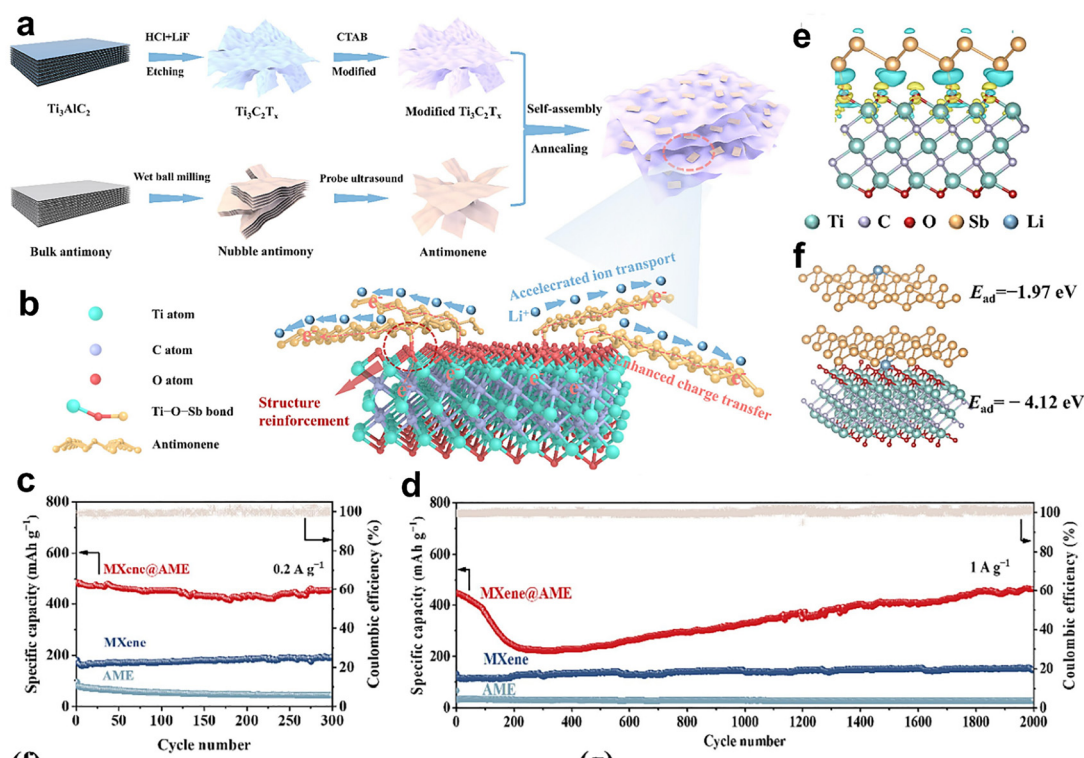 a
HCl+LiF
Etching
CTAB
Modified
Ti₃AlC₂
Ti₃C₂Tₓ
Modified Ti₃C₂Tₓ
Self-assembly
Annealing
Wet ball milling
Probe ultrasound
Bulk antimony
Nubble antimony
Antimonene
b
Ti atom
C atom
O atom
Ti–O–Sb bond
Antimonene
Accelecrated ion transport
Li⁺
e⁻
Enhanced charge transfer
Structure
reinforcement
e
Ti
C
O
Sb
Li
f
E_ad=−1.97 eV
E_ad=−4.12 eV
c
Specific capacity (mAh g⁻¹)
800
600
400
200
0
MXene@AME
0.2 A g⁻¹
MXene
AME
0 50 100 150 200 250 300
Cycle number
100
80
60
40
20
0
Coulombic efficiency (%)
d
Specific capacity (mAh g⁻¹)
800
600
400
200
0
MXene@AME
1 A g⁻¹
MXene
AME
0 200 400 600 800 1000 1200 1400 1600 1800 2000
Cycle number
100
80
60
40
20
0
Coulombic efficiency (%)